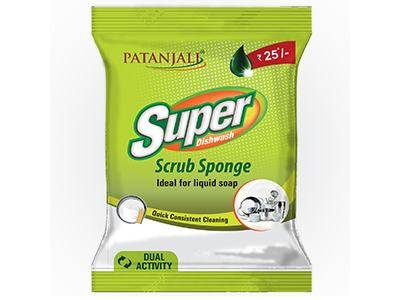 PATANJALI®
₹ 25/-
Super
Dishwash
Scrub Sponge
Ideal for liquid soap
Quick Consistent Cleaning
DUAL
ACTIVITY